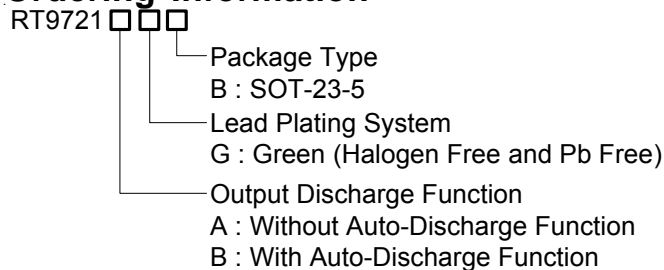 RT9721
Package Type
B : SOT-23-5
Lead Plating System
G : Green (Halogen Free and Pb Free)
Output Discharge Function
A : Without Auto-Discharge Function
B : With Auto-Discharge Function